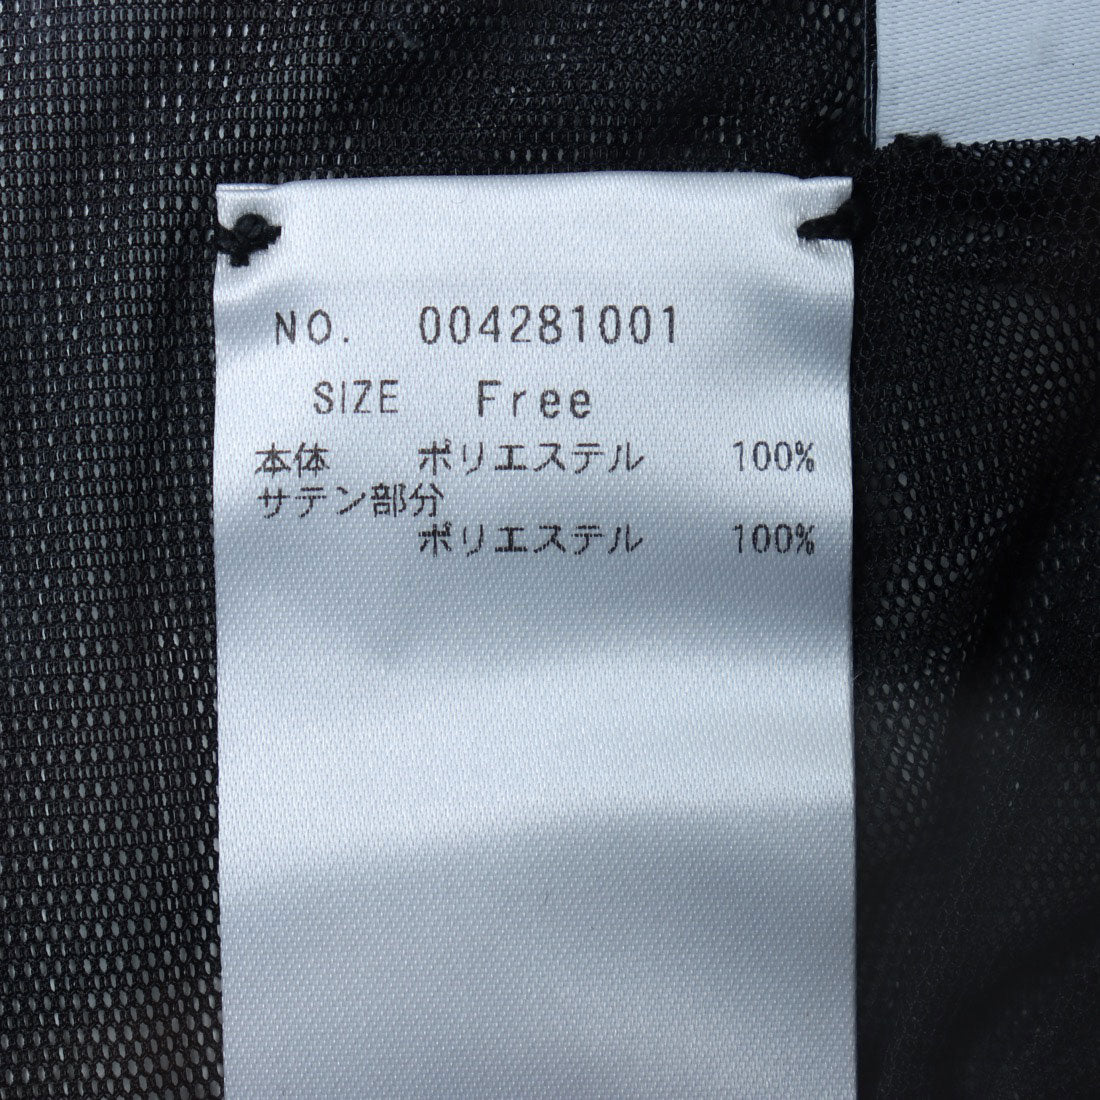 NO. 004281001
SIZE Free
本体 ポリエステル 100%
サテン部分
ポリエステル 100%